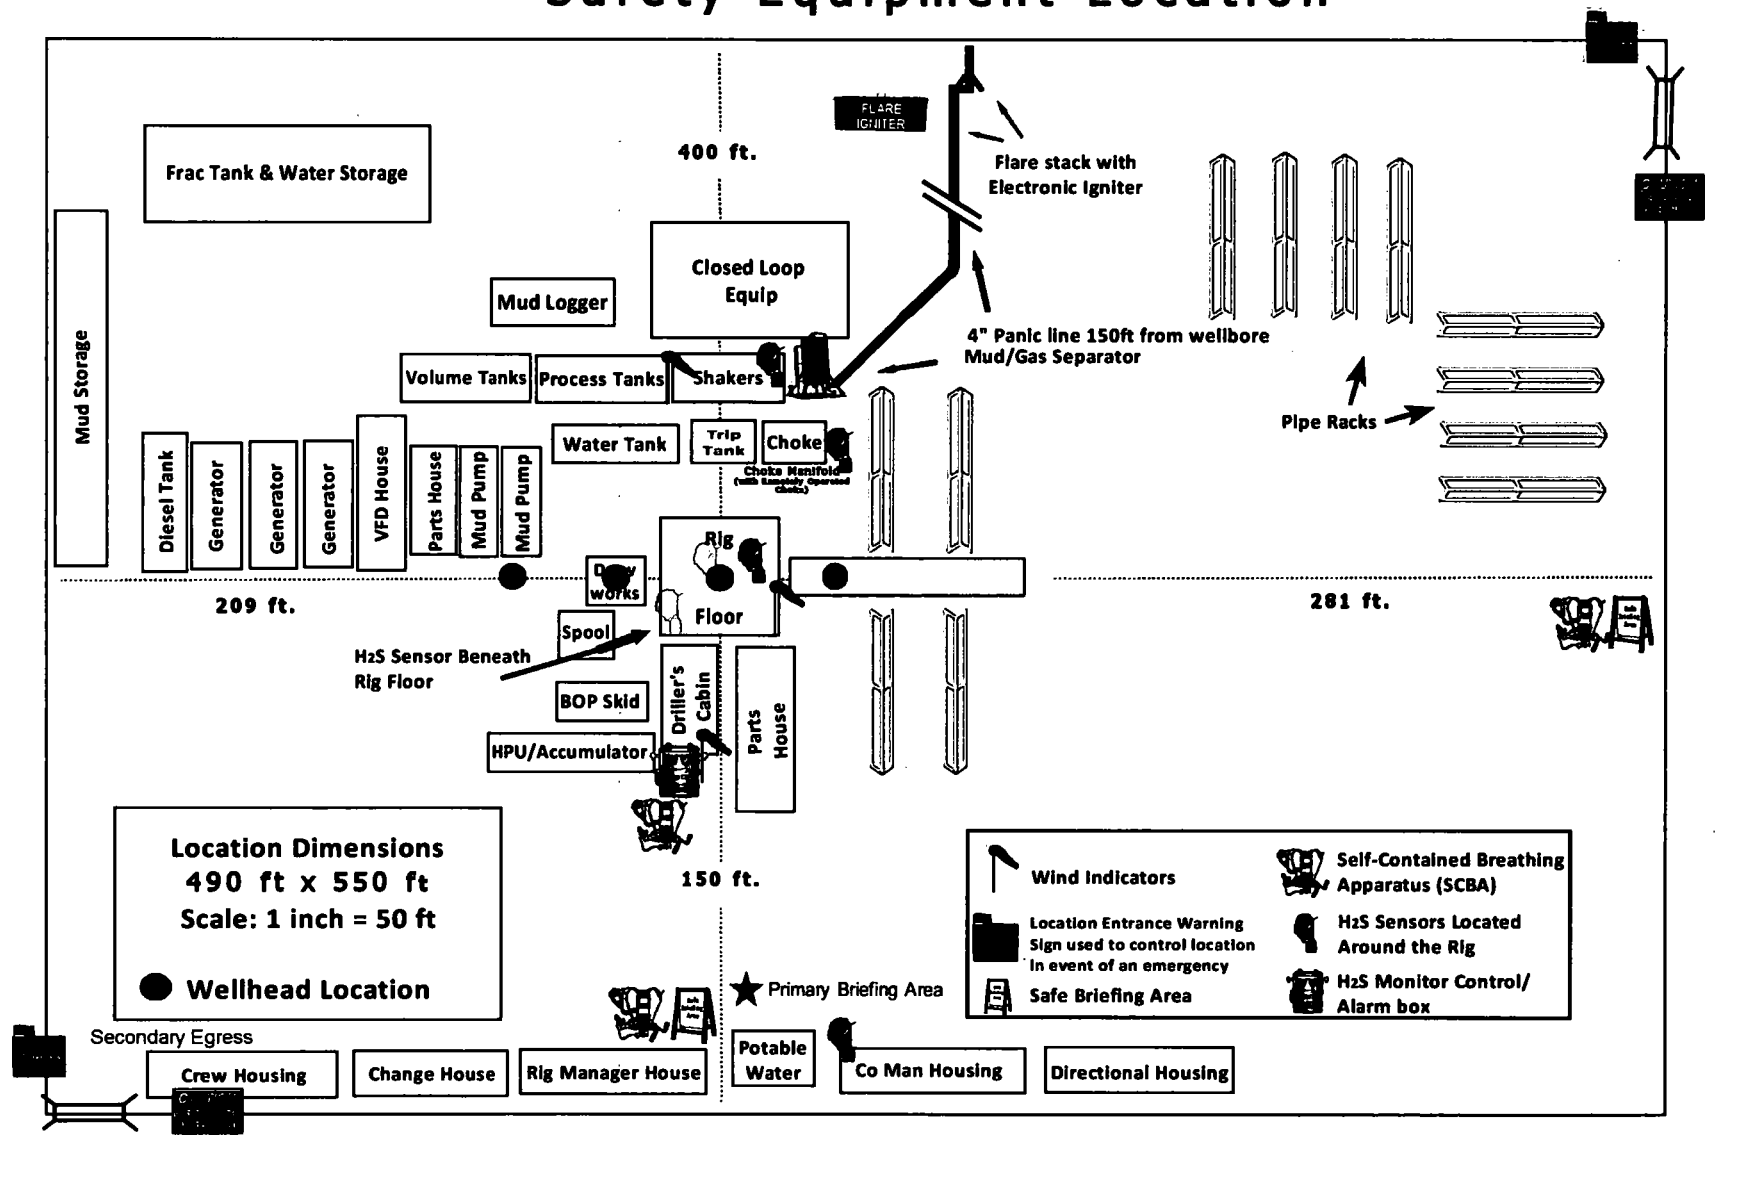 Safety Equipment Location
FLARE
IGNITER
400 ft.
Flare stack with
Electronic Igniter
Frac Tank & Water Storage
Closed Loop
Equip
Mud Logger
4" Panic line 150ft from wellbore
Mud/Gas Separator
Mud Storage
Volume Tanks
Process Tanks
Shakers
Pipe Racks
Water Tank
Trip
Tank
Choke
Choke Manifold
(with Remotely Operated
Choke)
Diesel Tank
Generator
Generator
Generator
VFD House
Parts House
Mud Pump
Mud Pump
Rig
Floor
Draw
works
209 ft.
281 ft.
Spool
H2S Sensor Beneath
Rig Floor
BOP Skid
Driller's
Cabin
Parts
House
HPU/Accumulator
Location Dimensions
490 ft x 550 ft
Scale: 1 inch = 50 ft
Wellhead Location
150 ft.
Wind Indicators
Location Entrance Warning
Sign used to control location
In event of an emergency
Safe Briefing Area
Self-Contained Breathing
Apparatus (SCBA)
H2S Sensors Located
Around the Rig
H2S Monitor Control/
Alarm box
Primary Briefing Area
Secondary Egress
Crew Housing
Change House
Rig Manager House
Potable
Water
Co Man Housing
Directional Housing